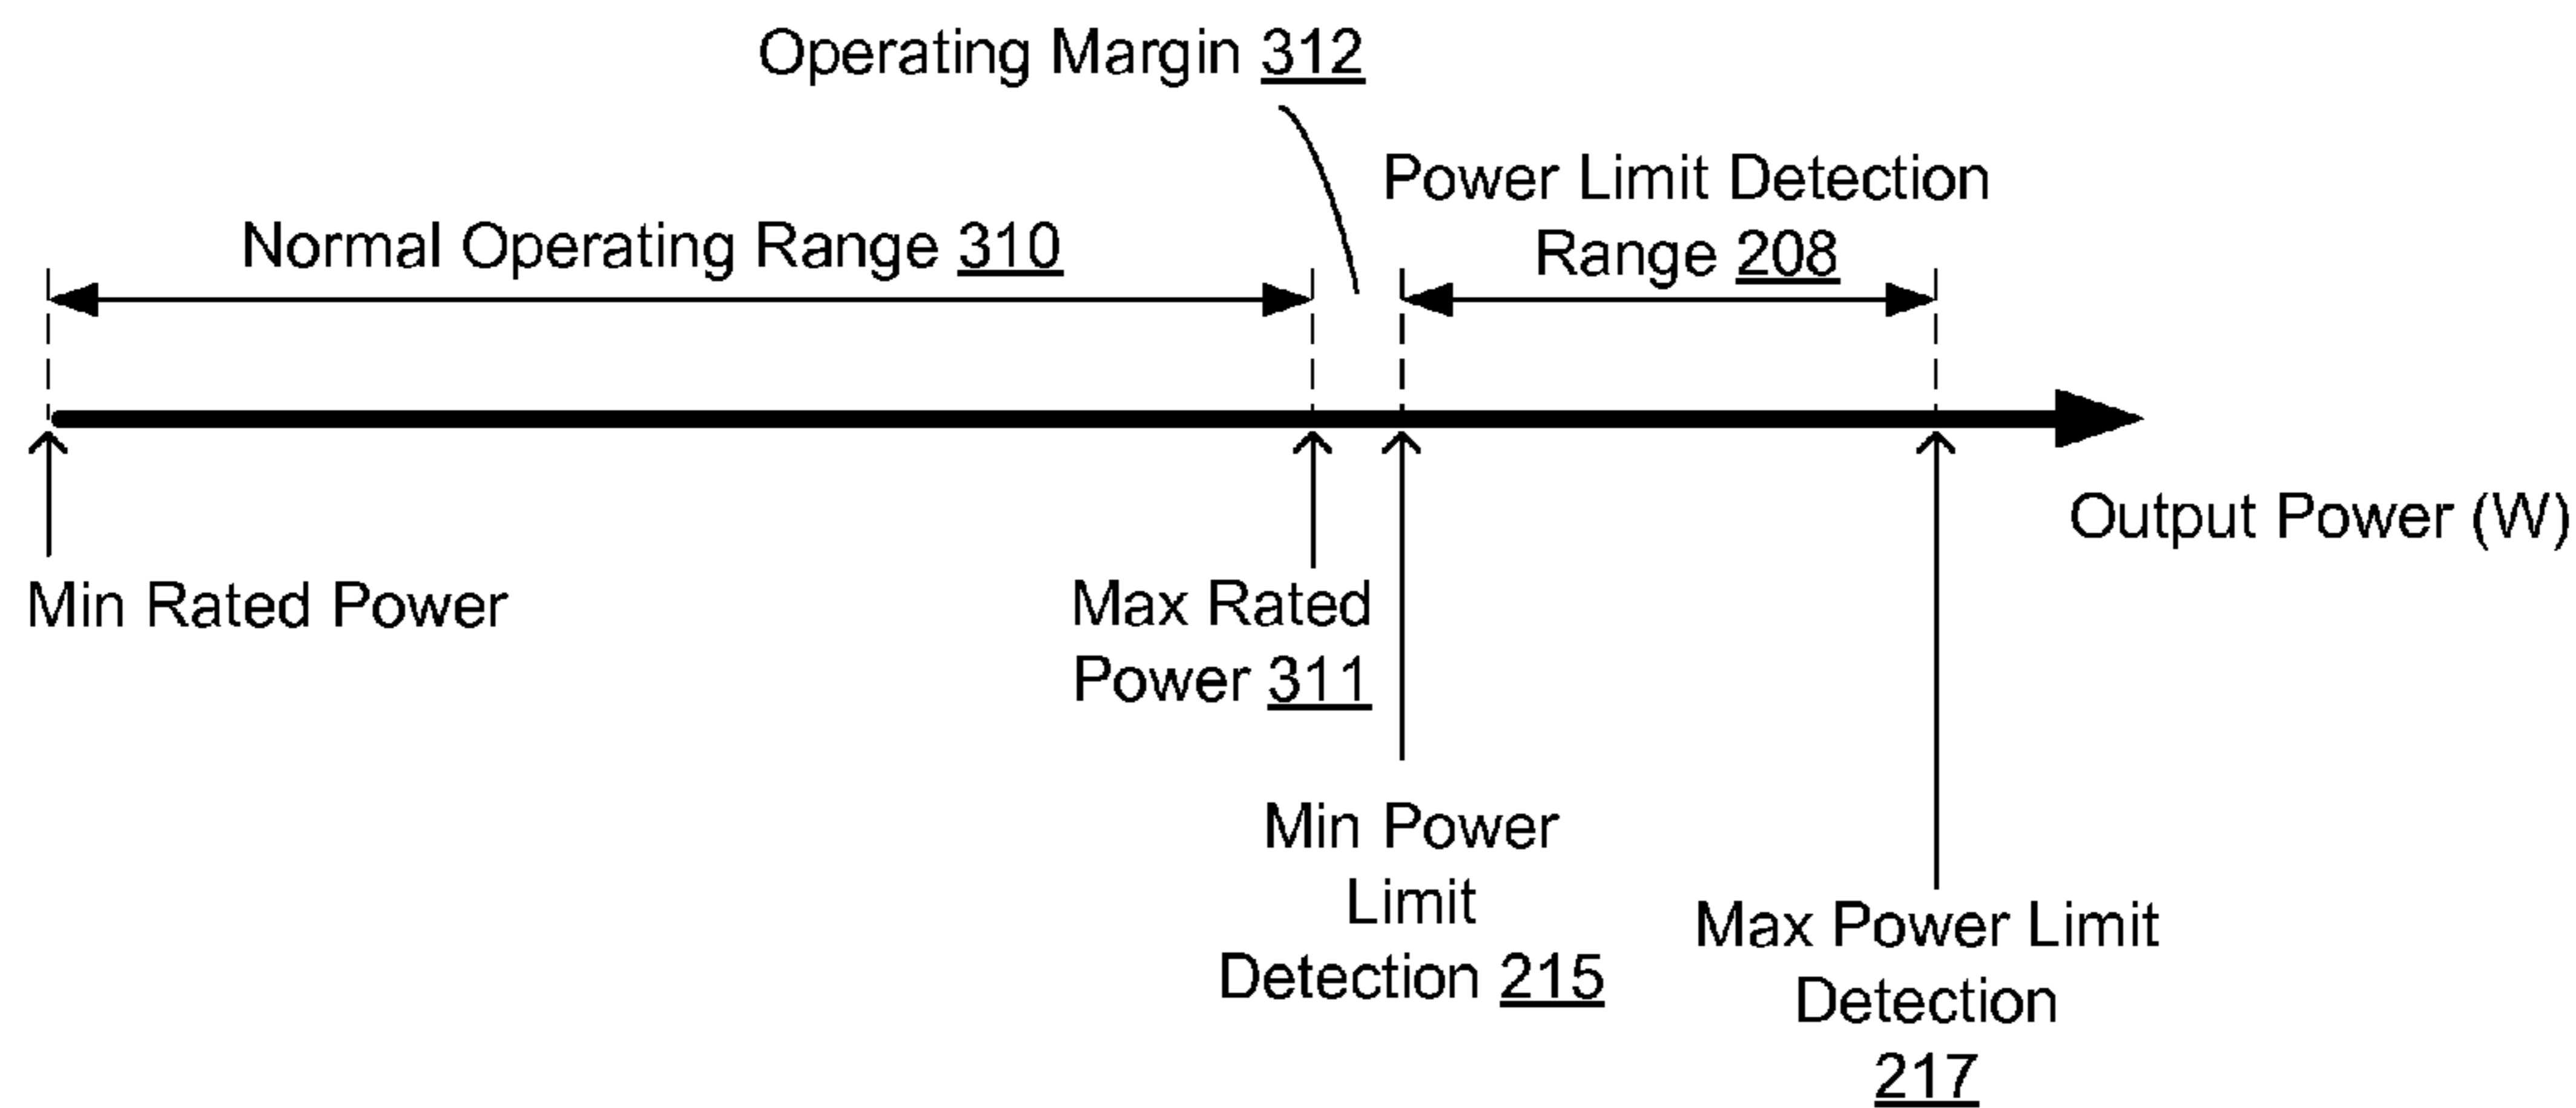 Operating Margin 312
Power Limit Detection
Range 208
Normal Operating Range 310
Output Power (W)
Min Rated Power
Max Rated
Power 311
Min Power
Limit
Detection 215
Max Power Limit
Detection
217